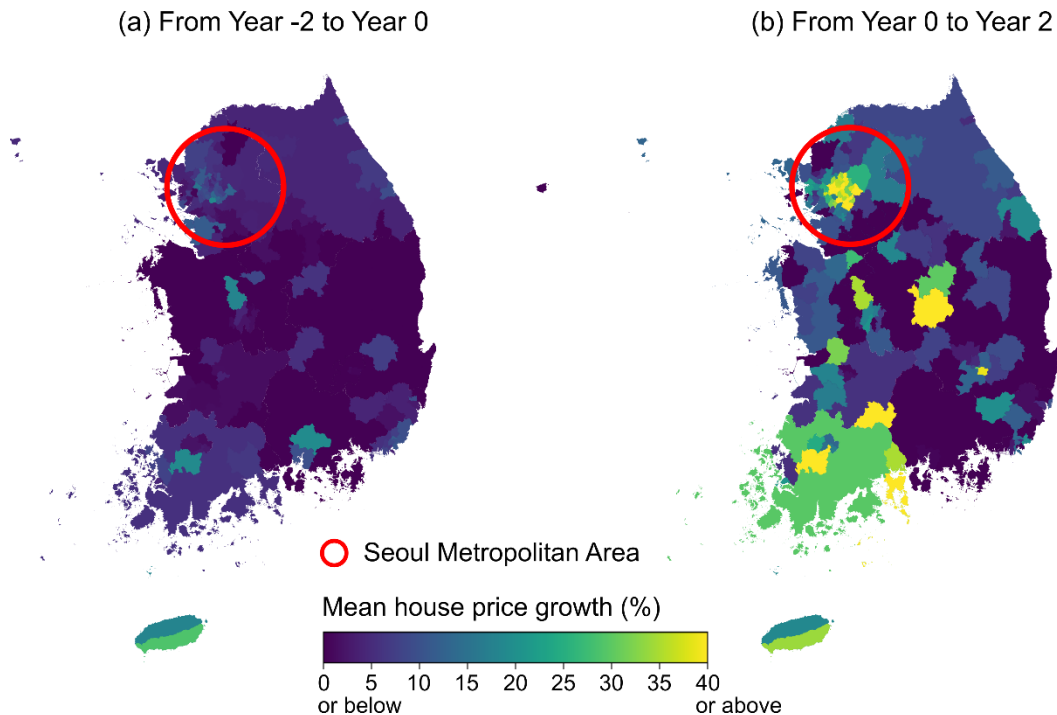 (a) From Year -2 to Year 0
(b) From Year 0 to Year 2
Seoul Metropolitan Area
Mean house price growth (%)
0 5 10 15 20 25 30 35 40
or below or above